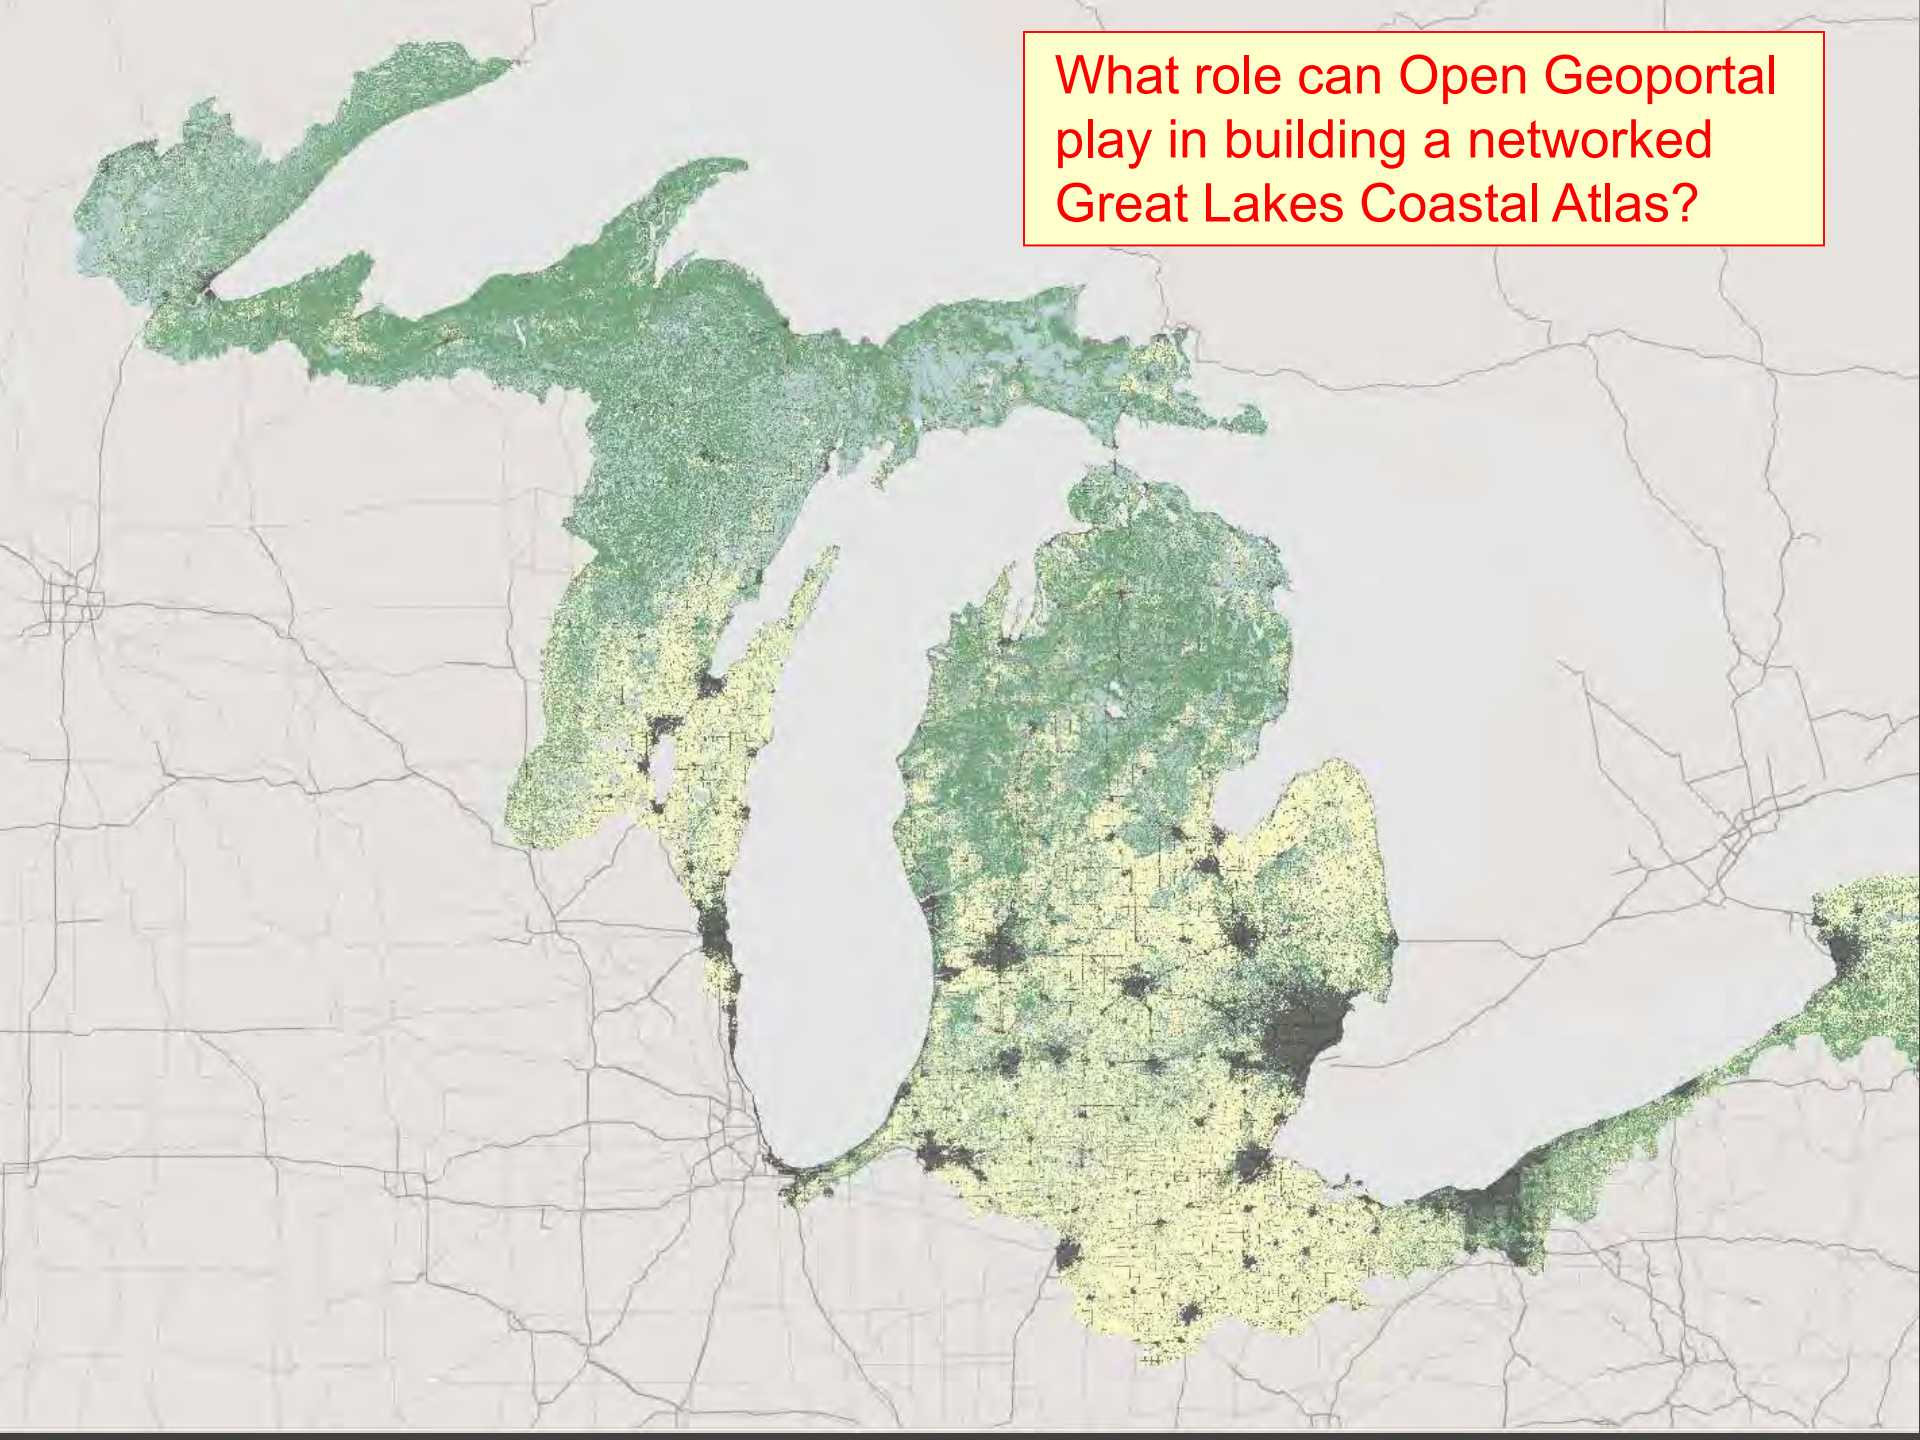 What role can Open Geoportal
play in building a networked
Great Lakes Coastal Atlas?